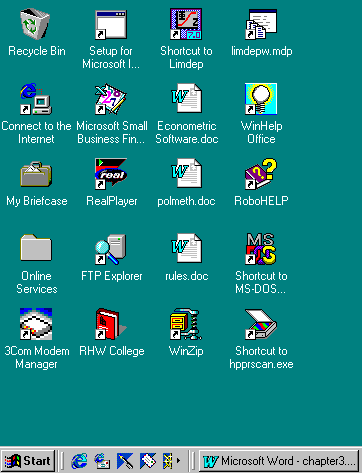 Recycle Bin
Setup for
Microsoft I...
Shortcut to
Limdep
limdepw.mdp
Connect to the
Internet
Microsoft Small
Business Fin...
Econometric
Software.doc
WinHelp
Office
My Briefcase
real
RealPlayer
polmeth.doc
RoboHELP
Online
Services
FTP Explorer
rules.doc
MS
Shortcut to
MS-DOS...
3Com Modem
Manager
RHW College
WinZip
Shortcut to
hpprscan.exe
Start
Microsoft Word - chapter3....